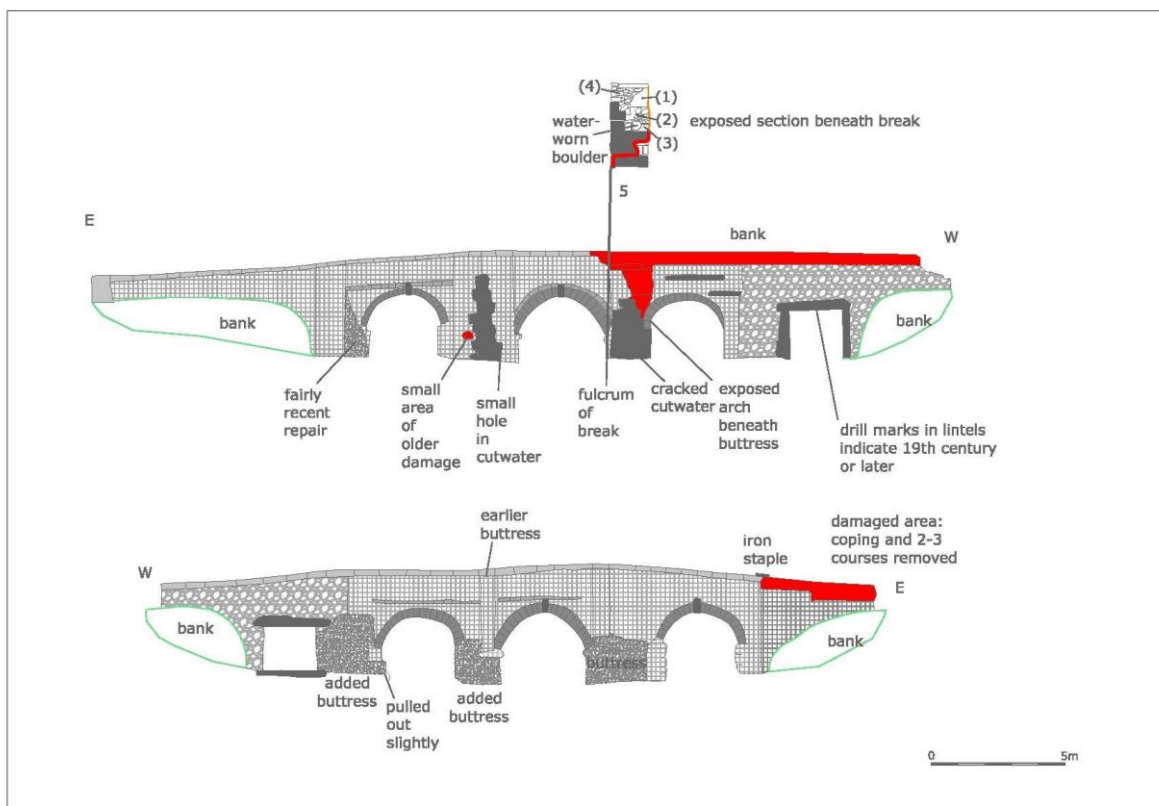 (4)
(1)
(2)
(3)
water-
worn
boulder
exposed section beneath break
5
E
bank
W
bank
bank
fairly
recent
repair
small
area
of
older
damage
small
hole
in
cutwater
fulcrum
of
break
cracked
cutwater
exposed
arch
beneath
buttress
drill marks in lintels
indicate 19th century
or later
earlier
buttress
iron
staple
damaged area:
coping and 2-3
courses removed
W
E
bank
bank
buttress
added
buttress
pulled
out
slightly
added
buttress
0
5m